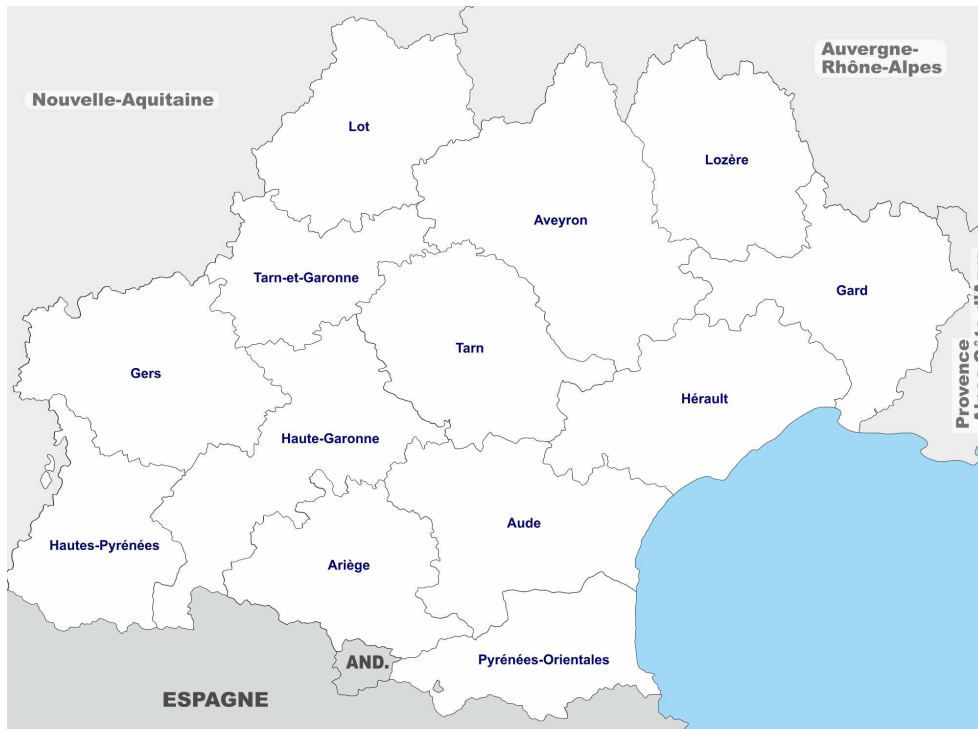 Auvergne-
Rhône-Alpes
Nouvelle-Aquitaine
Lot
Lozère
Aveyron
Tarn-et-Garonne
Gard
Provence
Tarn
Gers
Hérault
Haute-Garonne
Aude
Hautes-Pyrénées
Ariège
AND.
Pyrénées-Orientales
ESPAGNE